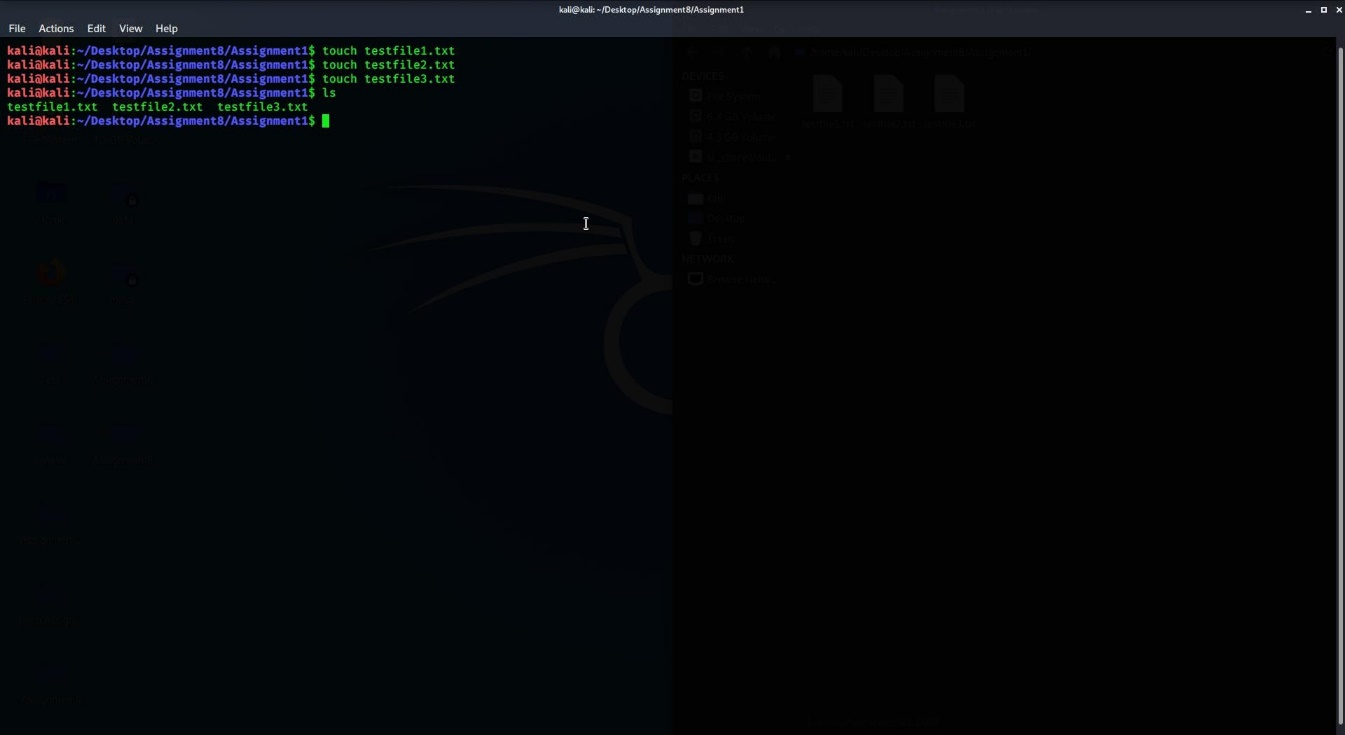 kali@kali: ~/Desktop/Assignment8/Assignment1
File Actions Edit View Help
kali@kali:~/Desktop/Assignment8/Assignment1$ touch testfile1.txt
kali@kali:~/Desktop/Assignment8/Assignment1$ touch testfile2.txt
kali@kali:~/Desktop/Assignment8/Assignment1$ touch testfile3.txt
kali@kali:~/Desktop/Assignment8/Assignment1$ ls
testfile1.txt  testfile2.txt  testfile3.txt
kali@kali:~/Desktop/Assignment8/Assignment1$
DEVICES
PLACES
NETWORK